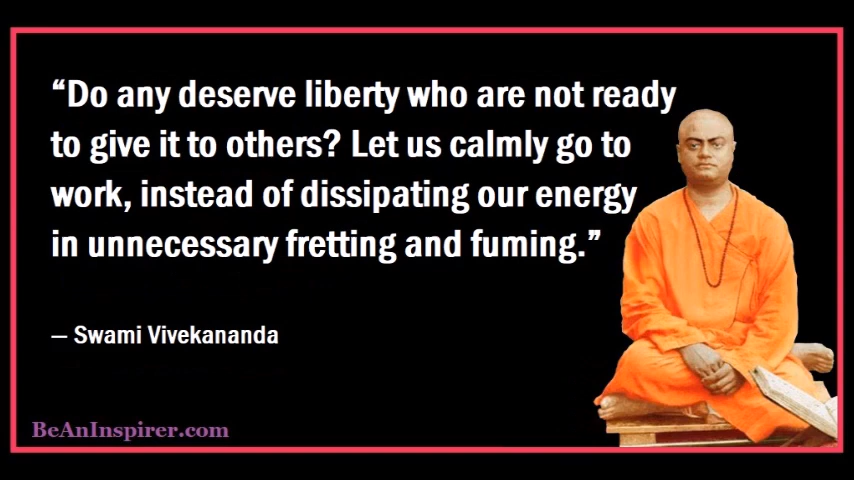 “Do any deserve liberty who are not ready
to give it to others? Let us calmly go to
work, instead of dissipating our energy
in unnecessary fretting and fuming.”
— Swami Vivekananda
BeAnInspirer.com